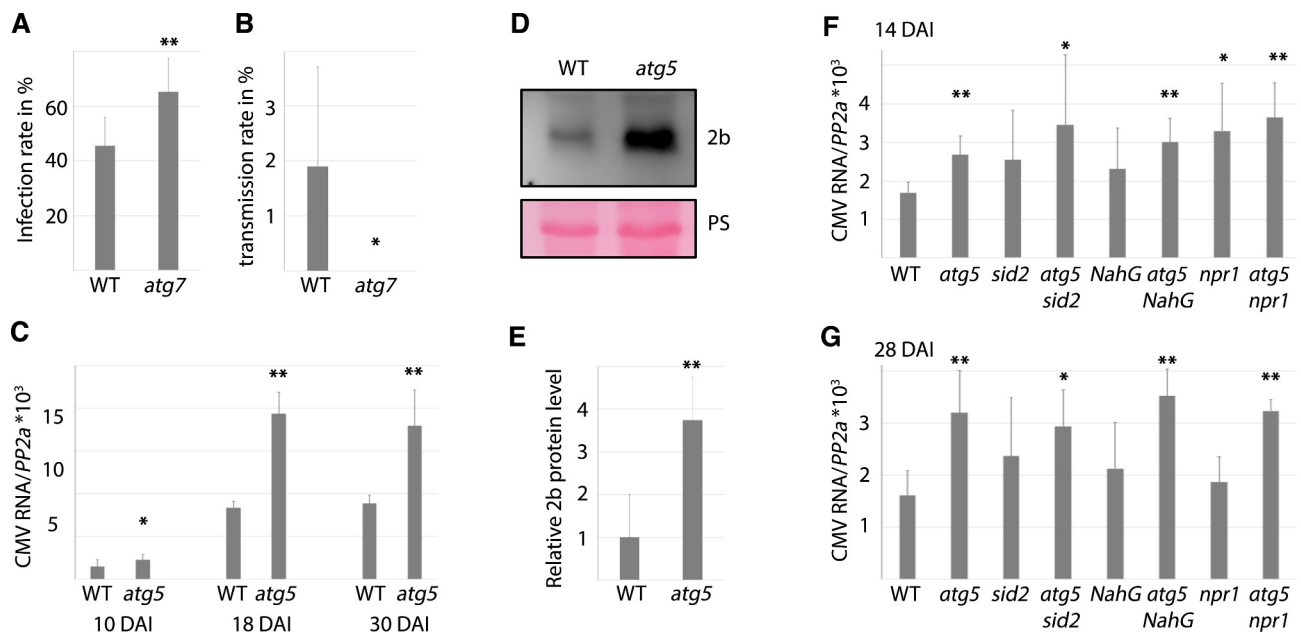 A
**
Infection rate in %
60
40
20
WT atg7
B
transmission rate in %
3
2
1
*
WT atg7
C
CMV RNA/PP2a *10³
15
10
5
*
**
**
WT atg5 WT atg5 WT atg5
10 DAI 18 DAI 30 DAI
D
WT atg5
2b
PS
E
Relative 2b protein level
**
4
3
2
1
WT atg5
F
14 DAI
CMV RNA/PP2a *10³
4
3
2
1
** * ** * **
WT atg5 sid2 atg5 NahG atg5 npr1 atg5
sid2 NahG npr1
G
28 DAI
CMV RNA/PP2a *10³
3
2
1
** * ** **
WT atg5 sid2 atg5 NahG atg5 npr1 atg5
sid2 NahG npr1